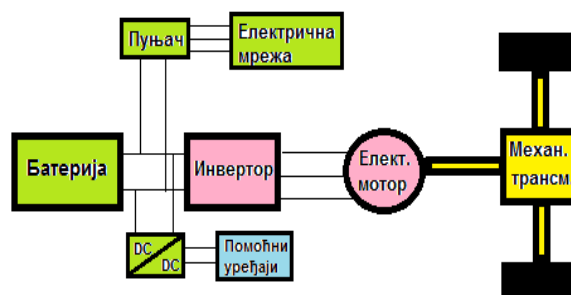 Пуњач
Електрична
мрежа
Батерија
Инвертор
Елект.
мотор
Механ.
трансм
DC
DC
Помоћни
уређаји